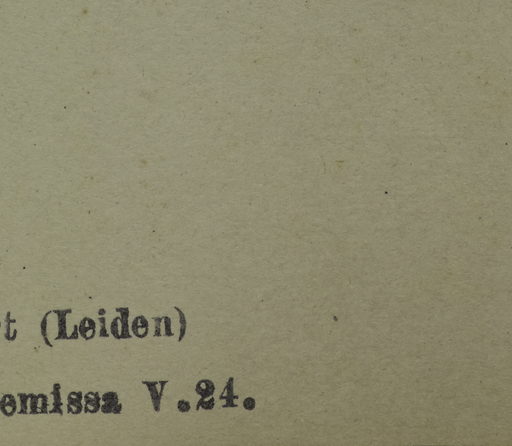 t (Leiden)
emissa V.24.